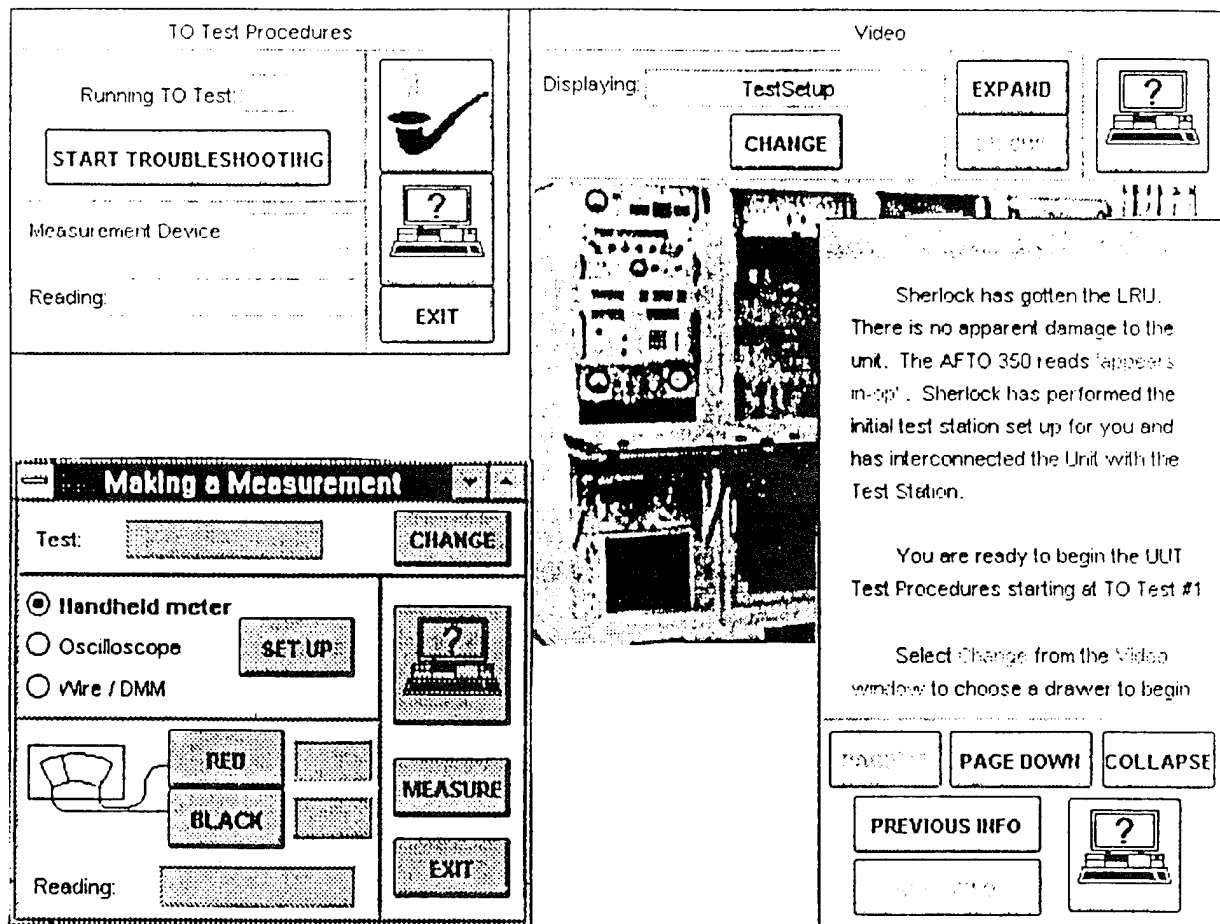 TO Test Procedures
Running TO Test:
START TROUBLESHOOTING
?
Measurement Device
Reading:
EXIT
Video
Displaying: TestSetup
EXPAND
CHANGE
?
Sherlock has gotten the LRU.
There is no apparent damage to the
unit. The AFTO 350 reads 'appears
in-op'. Sherlock has performed the
initial test station set up for you and
has interconnected the Unit with the
Test Station.
You are ready to begin the UUT
Test Procedures starting at TO Test #1
Select Change from the Video
window to choose a drawer to begin
PAGE DOWN
COLLAPSE
PREVIOUS INFO
?
Making a Measurement
Test:
CHANGE
Handheld meter
Oscilloscope
Wire / DMM
SET UP
?
RED
BLACK
MEASURE
EXIT
Reading: